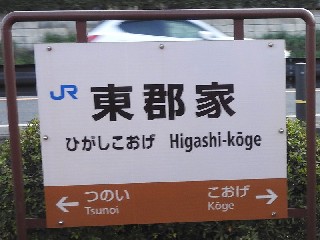 JR 東郡家
ひがしこおげ Higashi-kōge
← つのい こおげ →
Tsunoi Kōge